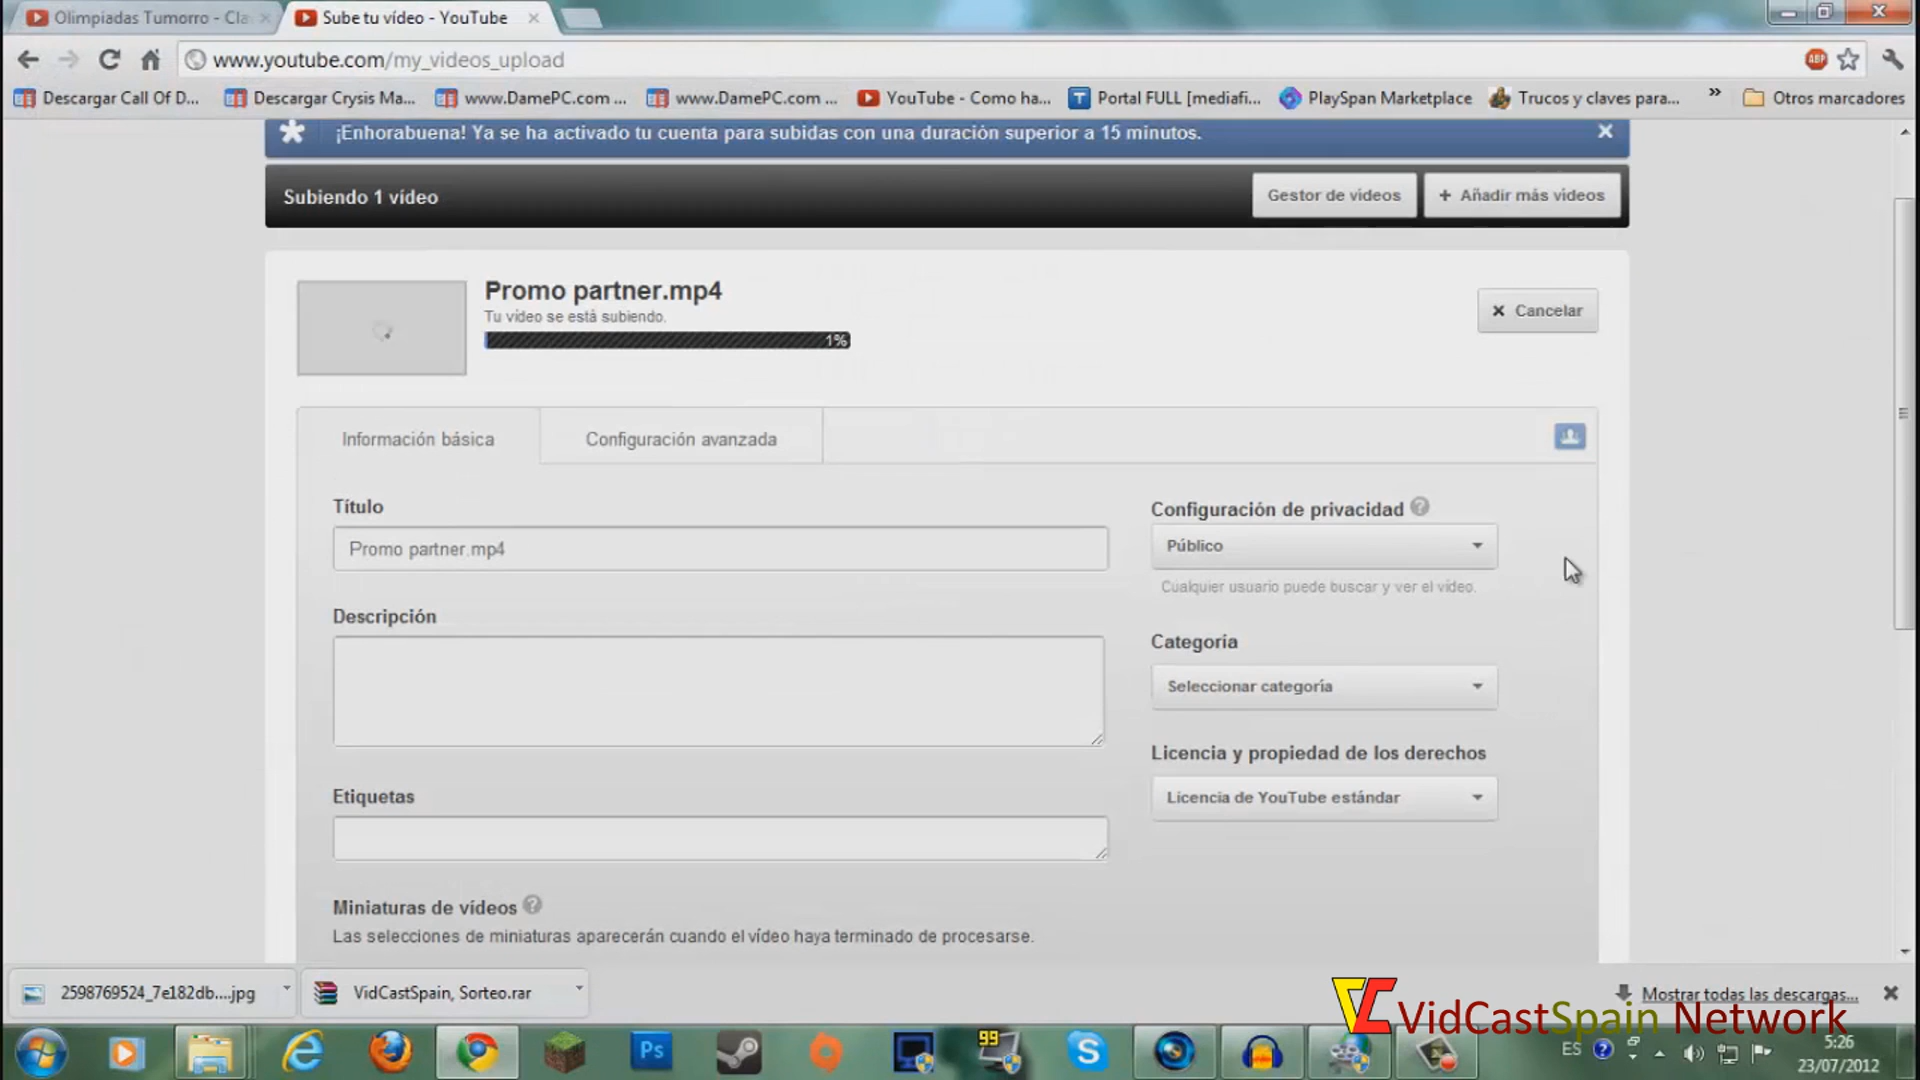 Olimpíadas Tumorro - Cla
Sube tu vídeo - YouTube
www.youtube.com/my_videos_upload
ABP
Descargar Call Of D...
Descargar Crysis Ma...
www.DamePC.com ...
www.DamePC.com ...
YouTube - Como ha...
Portal FULL [mediafi...
PlaySpan Marketplace
Trucos y claves para...
»
Otros marcadores
¡Enhorabuena! Ya se ha activado tu cuenta para subidas con una duración superior a 15 minutos.
Subiendo 1 vídeo
Gestor de vídeos
+ Añadir más vídeos
Promo partner.mp4
Tu vídeo se está subiendo.
1%
Cancelar
Información básica
Configuración avanzada
Título
Promo partner.mp4
Configuración de privacidad ?
Público
Cualquier usuario puede buscar y ver el vídeo.
Descripción
Categoría
Seleccionar categoría
Licencia y propiedad de los derechos
Licencia de YouTube estándar
Etiquetas
Miniaturas de vídeos ?
Las selecciones de miniaturas aparecerán cuando el vídeo haya terminado de procesarse.
2598769524_7e182db....jpg
VidCastSpain, Sorteo.rar
Mostrar todas las descargas...
VC VidCastSpain Network
Ps
99
ES
5:26
23/07/2012